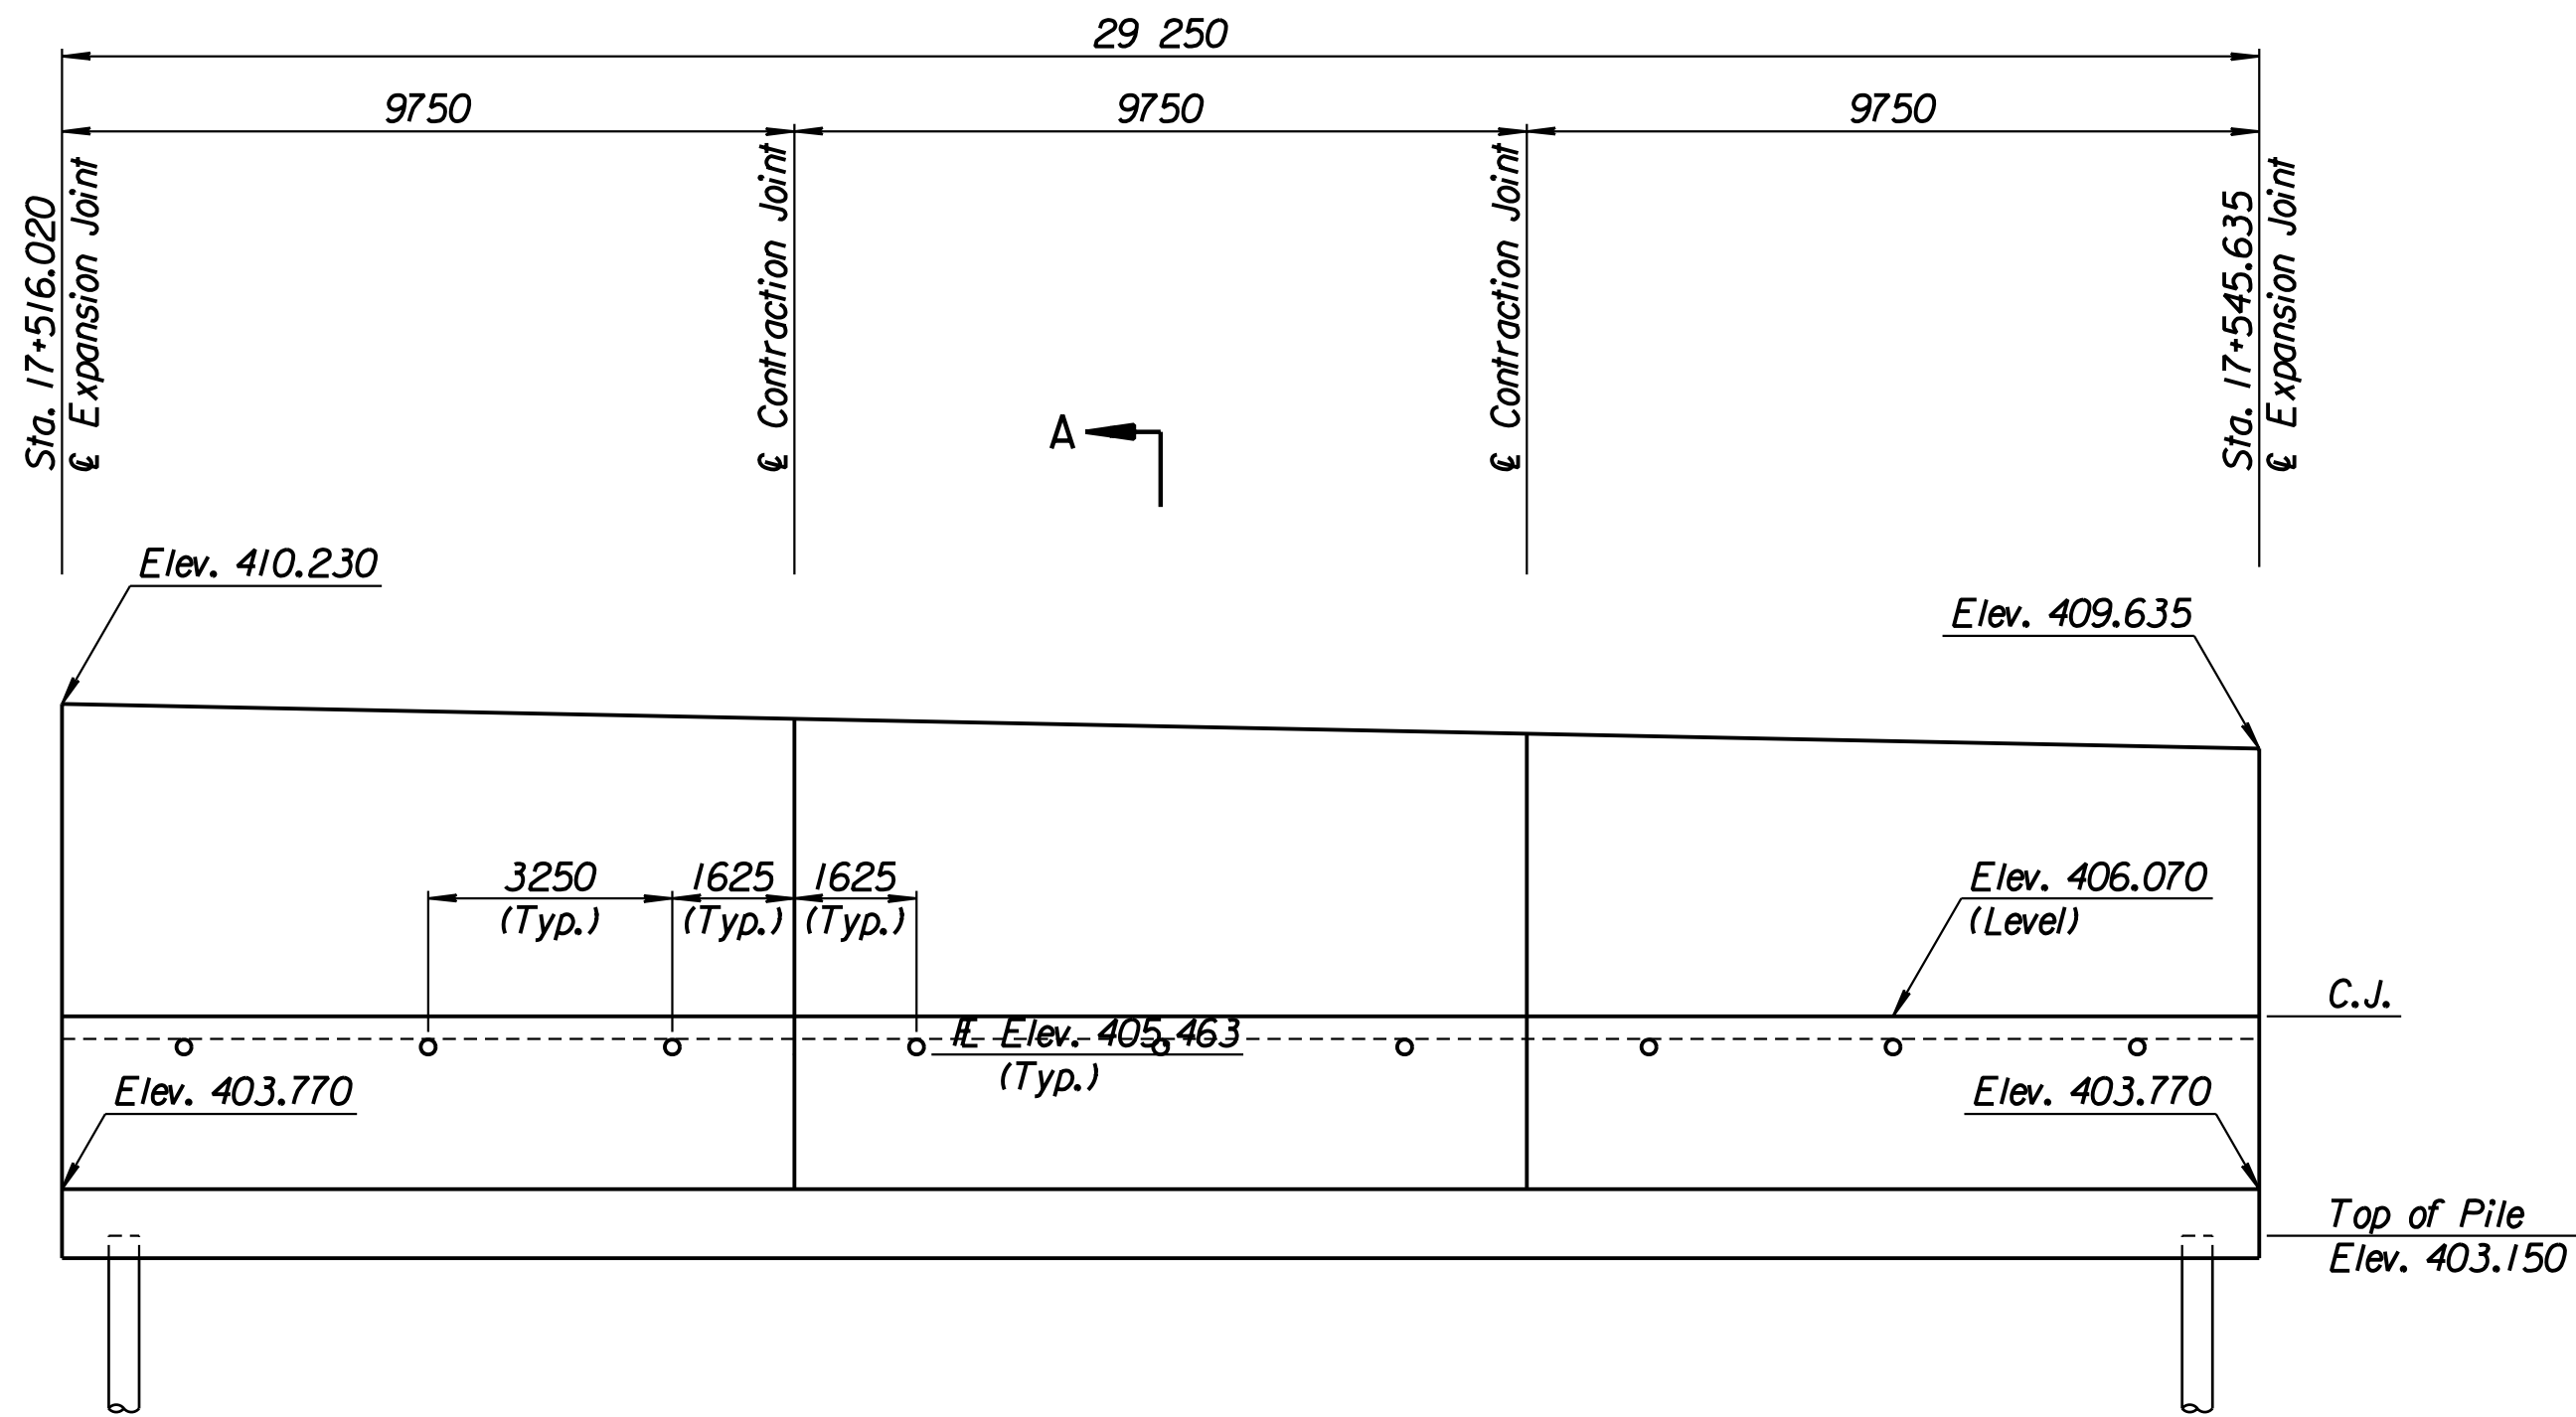 29 250
9750
9750
9750
Sta. 17+516.020
℄ Expansion Joint
℄ Contraction Joint
℄ Contraction Joint
Sta. 17+545.635
℄ Expansion Joint
A
Elev. 410.230
Elev. 409.635
3250
(Typ.)
1625
(Typ.)
1625
(Typ.)
Elev. 406.070
(Level)
C.J.
Elev. 405.463
(Typ.)
Elev. 403.770
Elev. 403.770
Top of Pile
Elev. 403.150